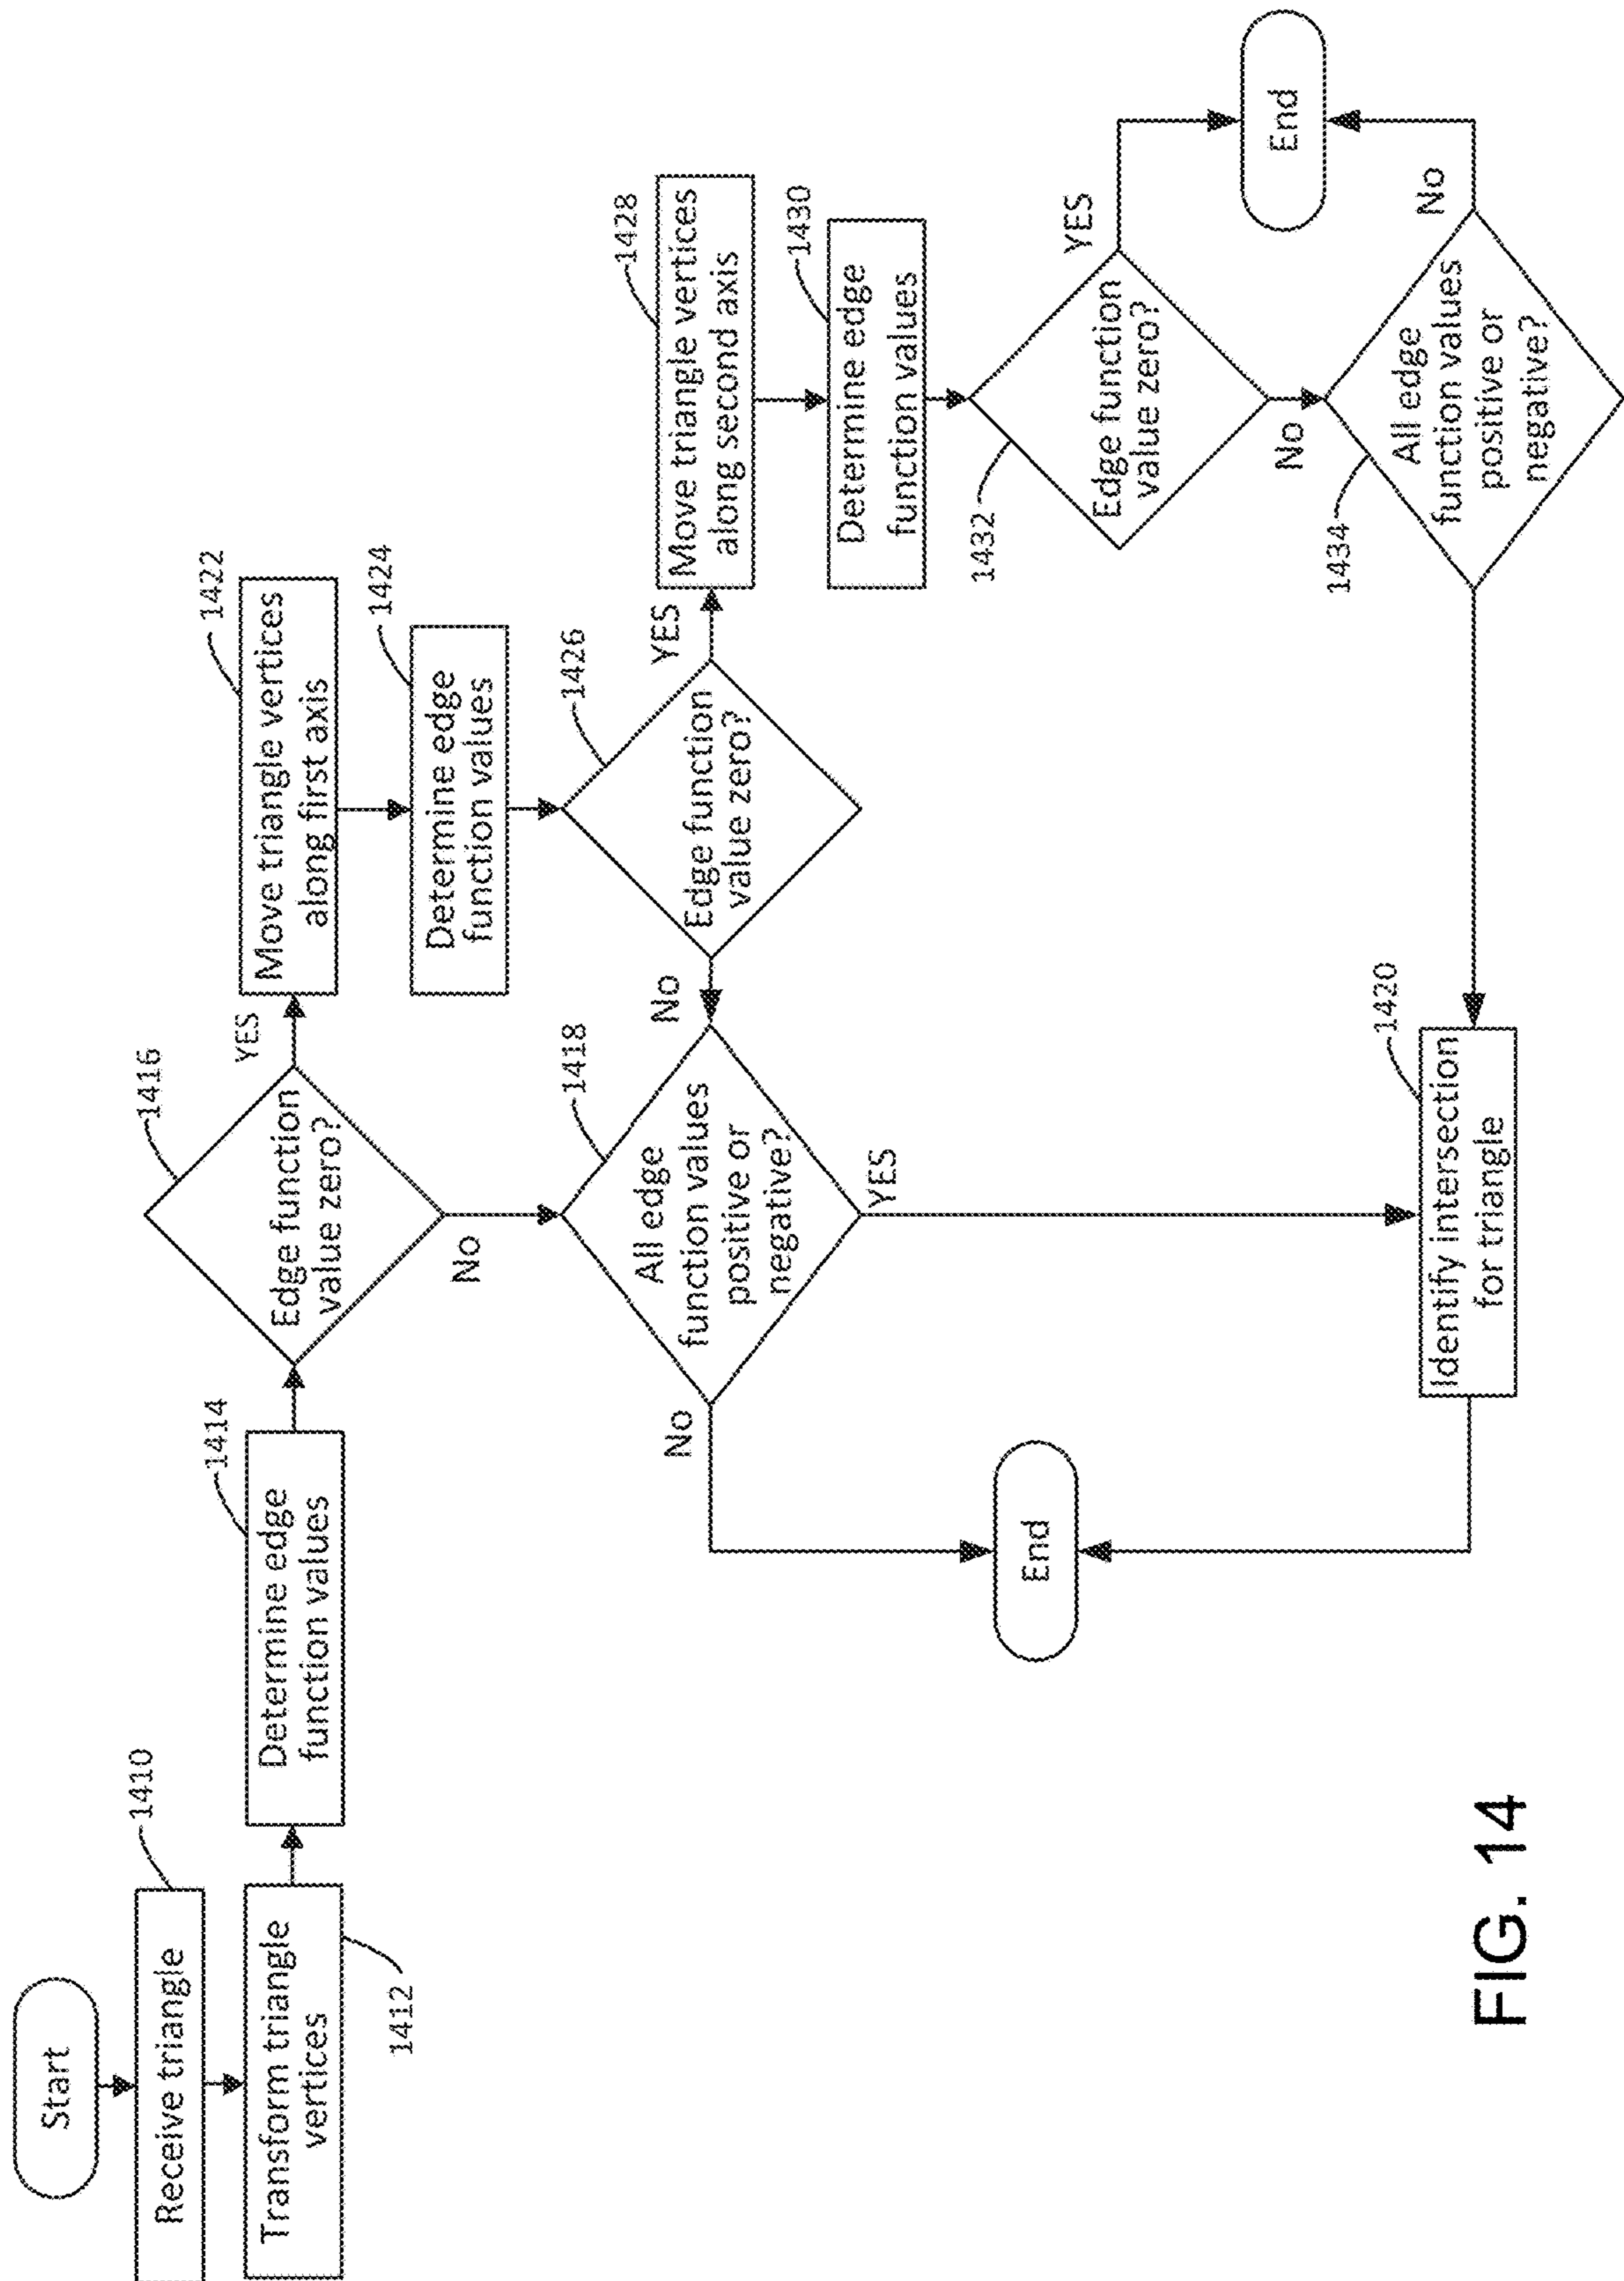 Start
1410
Receive triangle
Transform triangle
vertices
1412
1414
Determine edge
function values
1416
Edge function
value zero?
YES
No
1422
Move triangle vertices
along first axis
1424
Determine edge
function values
1426
Edge function
value zero?
No
YES
1418
All edge
function values
positive or
negative?
No
YES
1428
Move triangle vertices
along second axis
1430
Determine edge
function values
1432
Edge function
value zero?
YES
No
1434
All edge
function values
positive or
negative?
No
End
1420
Identify intersection
for triangle
End
FIG. 14